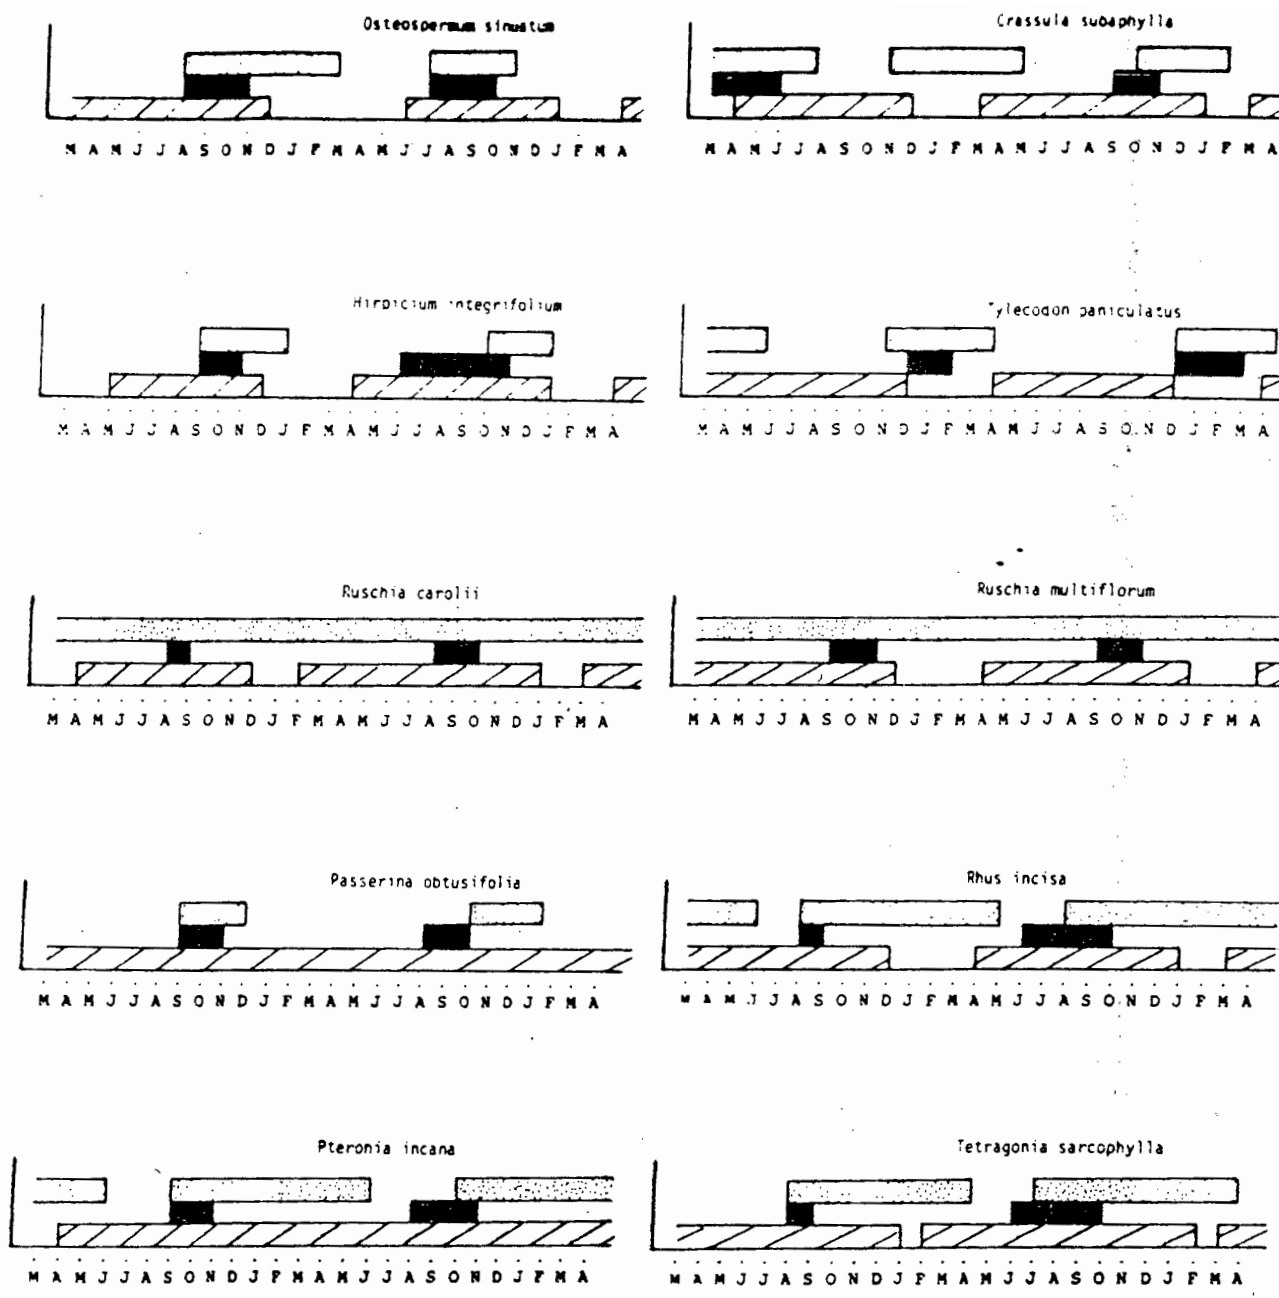 Osteospermum sinuatum
M A M J J A S O N D J F M A M J J A S O N D J F M A
Crassula subaphylla
M A M J J A S O N D J F M A M J J A S O N D J F M A
Hirpicium integrifolium
M A M J J A S O N D J F M A M J J A S O N D J F M A
Tylecodon paniculatus
M A M J J A S O N D J F M A M J J A S O N D J F M A
Ruschia carolii
M A M J J A S O N D J F M A M J J A S O N D J F M A
Ruschia multiflorum
M A M J J A S O N D J F M A M J J A S O N D J F M A
Passerina obtusifolia
M A M J J A S O N D J F M A M J J A S O N D J F M A
Rhus incisa
M A M J J A S O N D J F M A M J J A S O N D J F M A
Pteronia incana
M A M J J A S O N D J F M A M J J A S O N D J F M A
Tetragonia sarcophylla
M A M J J A S O N D J F M A M J J A S O N D J F M A